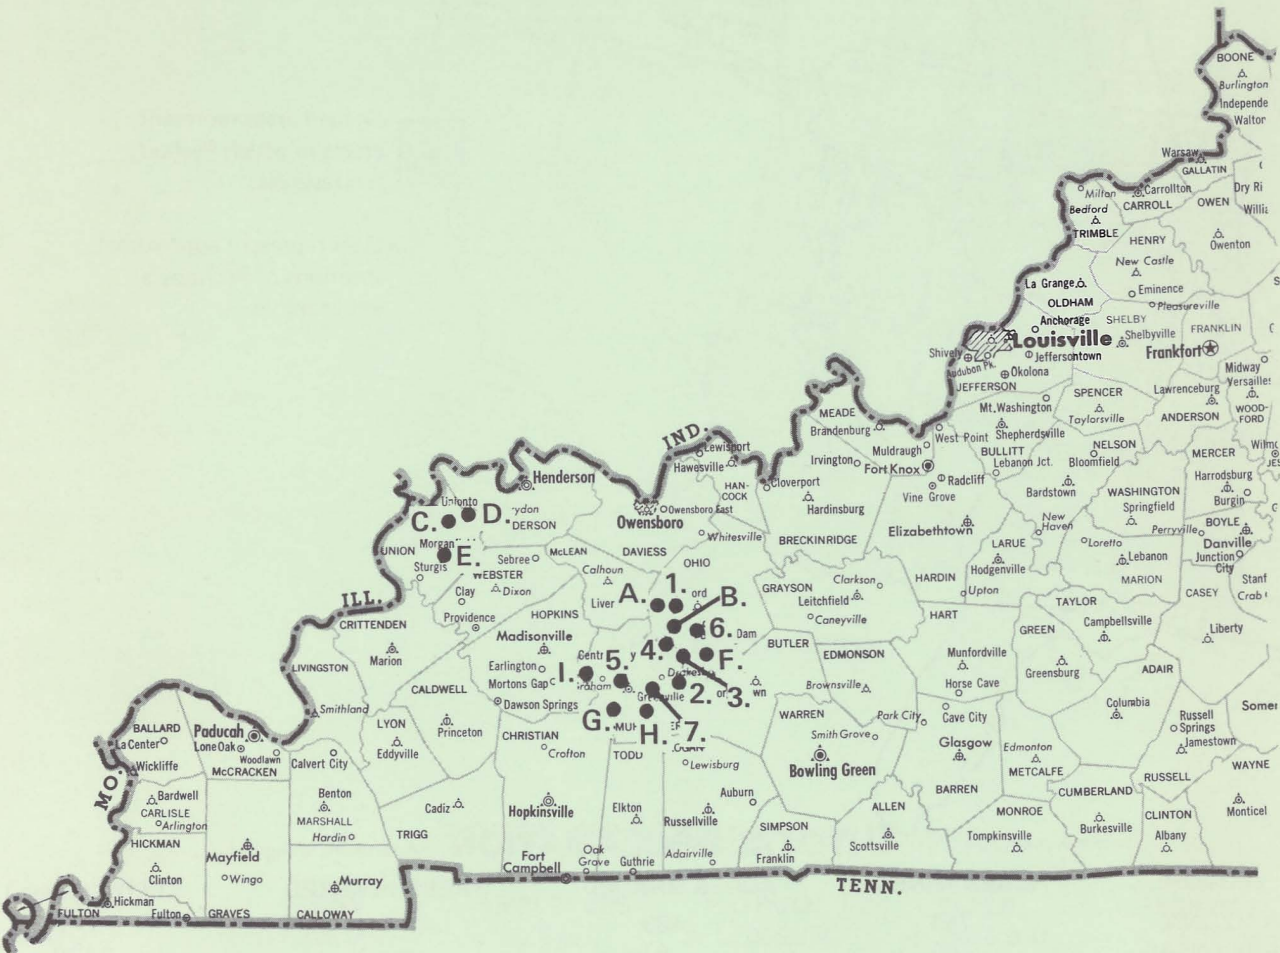 BOONE
Burlington
Independe
Walton
Warsaw
GALLATIN
Milton
Carrollton
OWEN
Dry Ri
Willia
Bedford
CARROLL
TRIMBLE
HENRY
Owenton
New Castle
La Grange
Eminence
OLDHAM
Pleasureville
Anchorage
SHELBY
FRANKLIN
Louisville
Shelbyville
Frankfort
Shively
Jeffersontown
Audubon Pk.
Okolona
Midway
Versailles
JEFFERSON
SPENCER
Lawrenceburg
Mt. Washington
Taylorsville
ANDERSON
WOOD-
FORD
MEADE
Brandenburg
West Point
Shepherdsville
IND.
Lewisport
Muldraugh
BULLITT
NELSON
MERCER
Hawesville
Irvington
Fort Knox
Lebanon Jct.
Bloomfield
Henderson
HAN-
COCK
Cloverport
Radcliff
Harrodsburg
Vine Grove
Bardstown
WASHINGTON
Burgin
Springfield
C.
D.
Owensboro East
Hardinsburg
Owensboro
Elizabethtown
New
Haven
Perryville
BOYLE
DERSON
Whitesville
BRECKINRIDGE
Danville
UNION
Morgan
E.
Sebree
McLEAN
DAVIESS
LARUE
Loretto
Lebanon
Junction
City
Sturgis
OHIO
Hodgenville
WEBSTER
Calhoun
HARDIN
MARION
Stanf
Clay
Dixon
GRAYSON
Clarkson
Upton
CASEY
Crab
ILL.
Liver
A.
1.
ord
B.
Leitchfield
TAYLOR
Providence
HOPKINS
Caneyville
HART
Campbellsville
CRITTENDEN
Madisonville
6.
Dam
BUTLER
GREEN
Liberty
Marion
Centr
y
4.
F.
EDMONSON
Munfordville
LIVINGSTON
Earlington
I.
5.
Greensburg
ADAIR
CALDWELL
Mortons Gap
raham
Brownsville
Horse Cave
2.
or
3.
wn
Smithland
Dawson Springs
Columbia
BALLARD
Paducah
LYON
Princeton
G.
H.
7.
WARREN
Park City
Cave City
Russell
Springs
Somer
La Center
Lone Oak
CHRISTIAN
Smith Grove
Glasgow
Jamestown
Wickliffe
Woodlawn
McCRACKEN
Calvert City
Eddyville
Crofton
TODD
Lewisburg
Bowling Green
Edmonton
METCALFE
WAYNE
MO.
RUSSELL
Bardwell
Benton
Auburn
BARREN
CUMBERLAND
CARLISLE
Arlington
MARSHALL
Cadiz
Hopkinsville
Elkton
Russellville
ALLEN
MONROE
CLINTON
Monticel
Hardin
TRIGG
SIMPSON
Tompkinsville
Burkesville
Albany
HICKMAN
Mayfield
Scottsville
Clinton
Wingo
Fort
Campbell
Oak
Grove
Guthrie
Adairville
Franklin
Murray
TENN.
Hickman
FULTON
Fulton
GRAVES
CALLOWAY